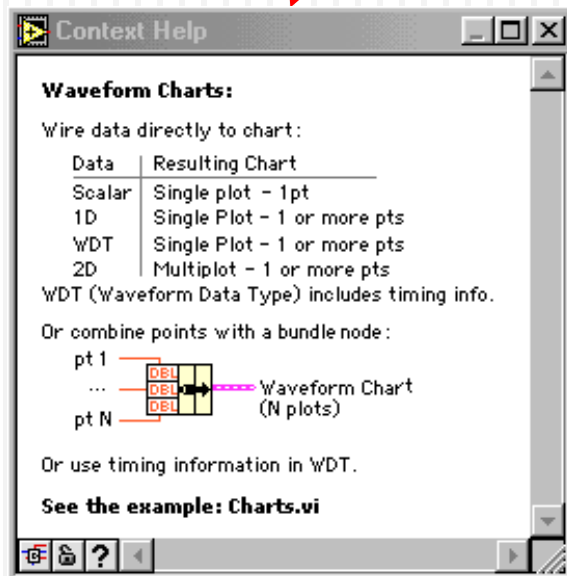 Context Help
Waveform Charts:
Wire data directly to chart:
Data Resulting Chart
Scalar Single plot - 1pt
1D Single Plot - 1 or more pts
WDT Single Plot - 1 or more pts
2D Multiplot - 1 or more pts
WDT (Waveform Data Type) includes timing info.
Or combine points with a bundle node:
pt 1
DBL
... DBL Waveform Chart
DBL (N plots)
pt N
Or use timing information in WDT.
See the example: Charts.vi
?